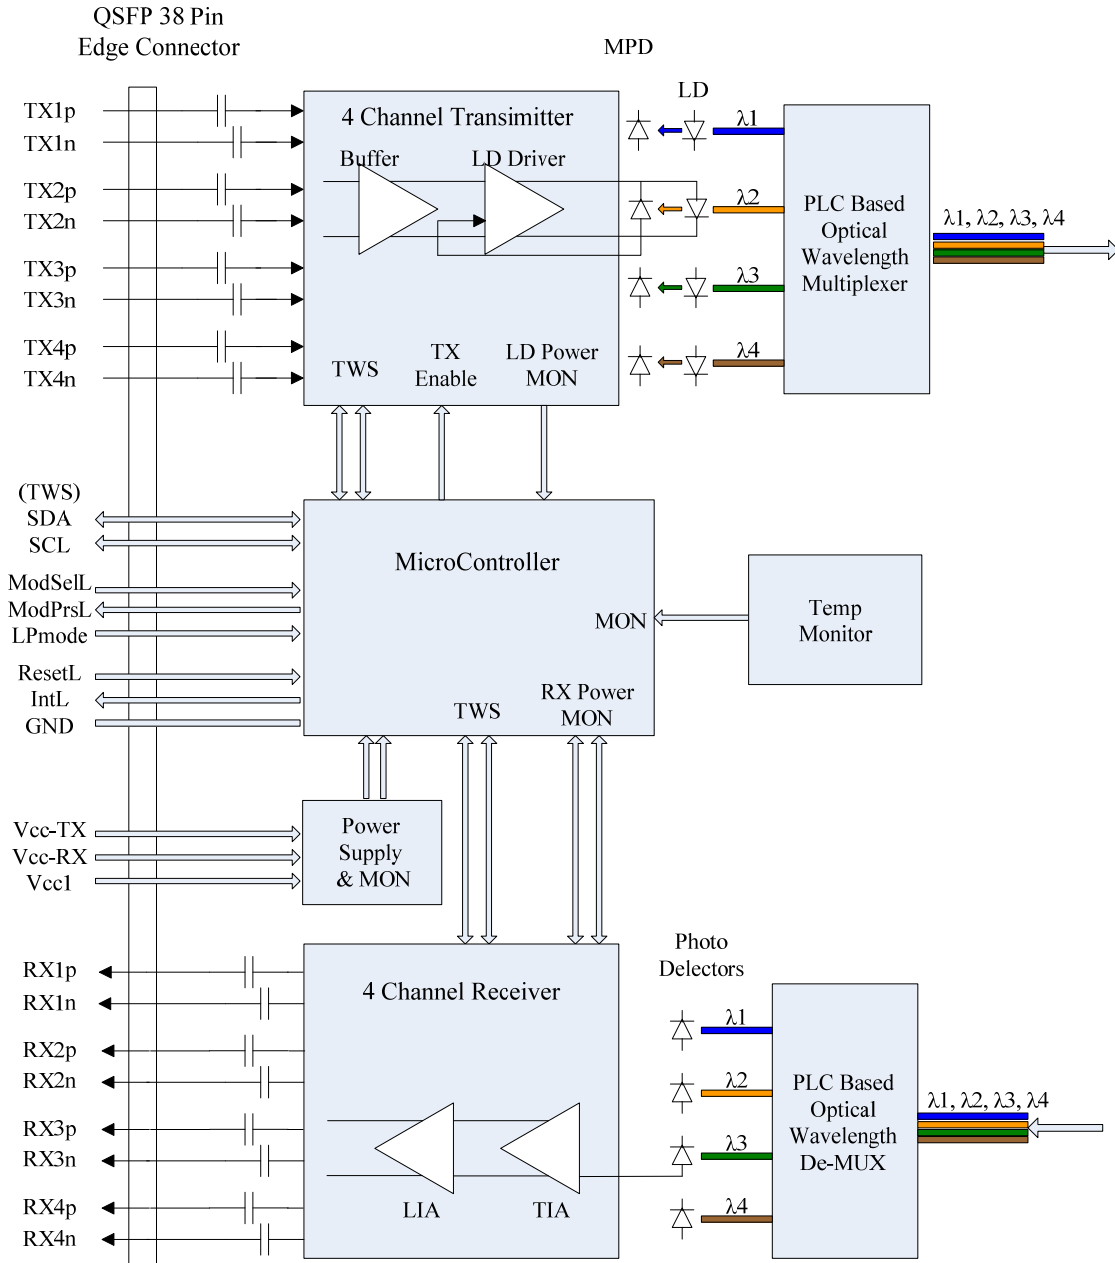 QSFP 38 Pin
Edge Connector
MPD
LD
TX1p
TX1n
TX2p
TX2n
TX3p
TX3n
TX4p
TX4n
4 Channel Transimitter
Buffer
LD Driver
TWS
TX
Enable
LD Power
MON
λ1
λ2
λ3
λ4
PLC Based
Optical
Wavelength
Multiplexer
λ1, λ2, λ3, λ4
(TWS)
SDA
SCL
ModSelL
ModPrsL
LPmode
ResetL
IntL
GND
MicroController
MON
TWS
RX Power
MON
Temp
Monitor
Vcc-TX
Vcc-RX
Vcc1
Power
Supply
& MON
RX1p
RX1n
RX2p
RX2n
RX3p
RX3n
RX4p
RX4n
4 Channel Receiver
LIA
TIA
Photo
Delectors
λ1
λ2
λ3
λ4
PLC Based
Optical
Wavelength
De-MUX
λ1, λ2, λ3, λ4